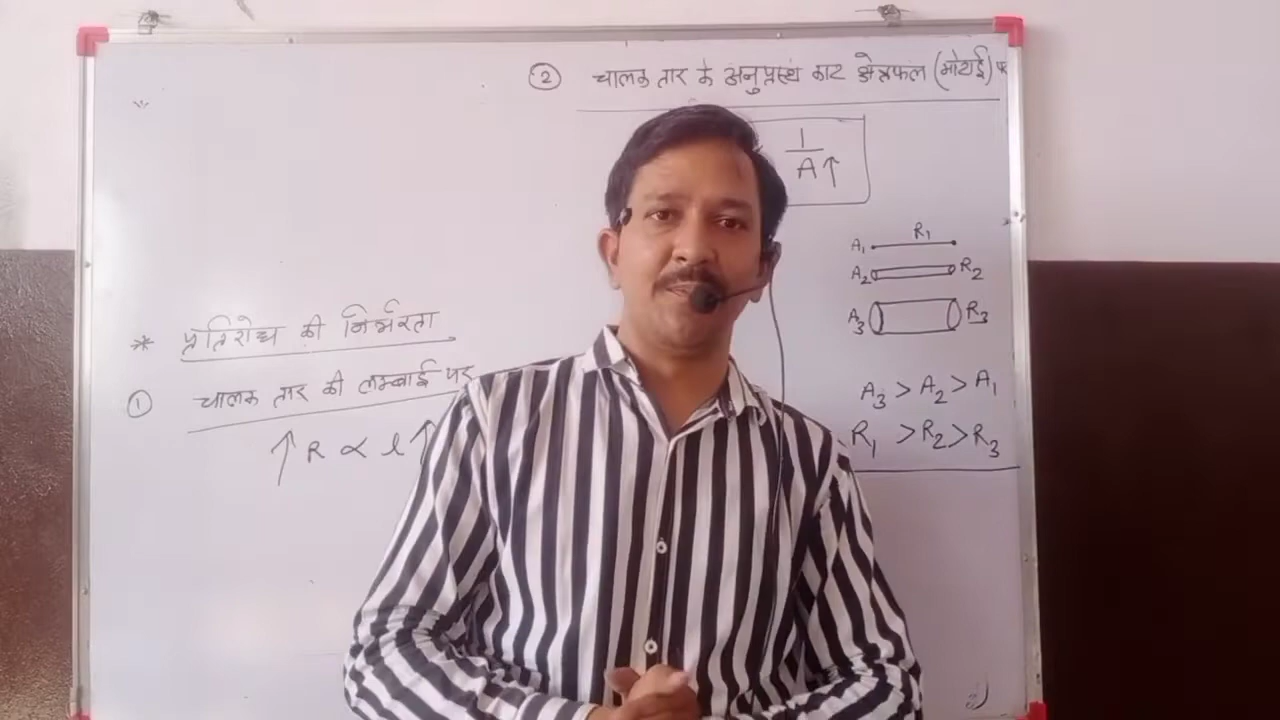 * प्रतिरोध की निर्भरता
① चालक तार की लम्बाई पर
↑ R ∝ l ↑
② चालक तार के अनुप्रस्थ काट क्षेत्रफल (मोटाई) पर
1
A↑
A₁ R₁
A₂ R₂
A₃ R₃
A₃ > A₂ > A₁
R₁ > R₂ > R₃